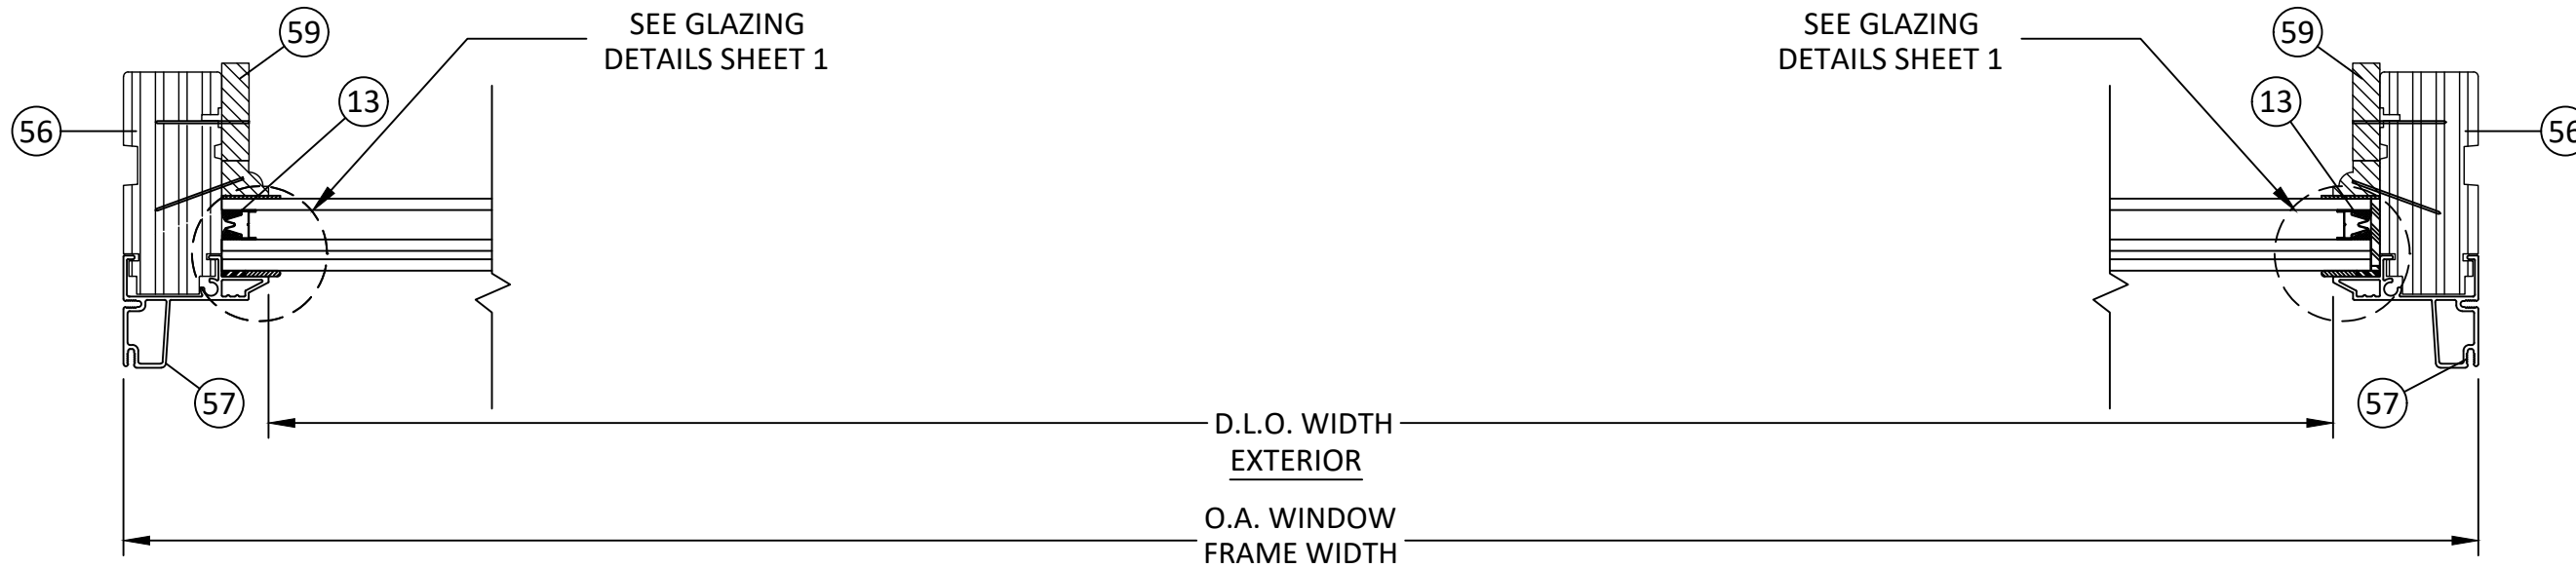 59
SEE GLAZING
DETAILS SHEET 1
SEE GLAZING
DETAILS SHEET 1
59
13
13
56
56
57
57
D.L.O. WIDTH
EXTERIOR
O.A. WINDOW
FRAME WIDTH